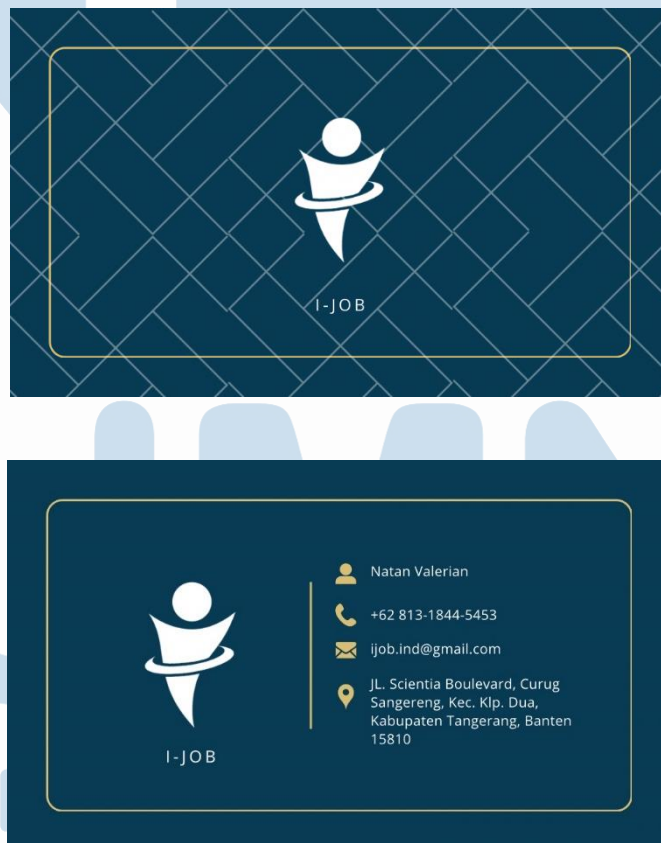 I-JOB
I-JOB
Natan Valerian
+62 813-1844-5453
ijob.ind@gmail.com
JL. Scientia Boulevard, Curug
Sangereng, Kec. Klp. Dua,
Kabupaten Tangerang, Banten
15810